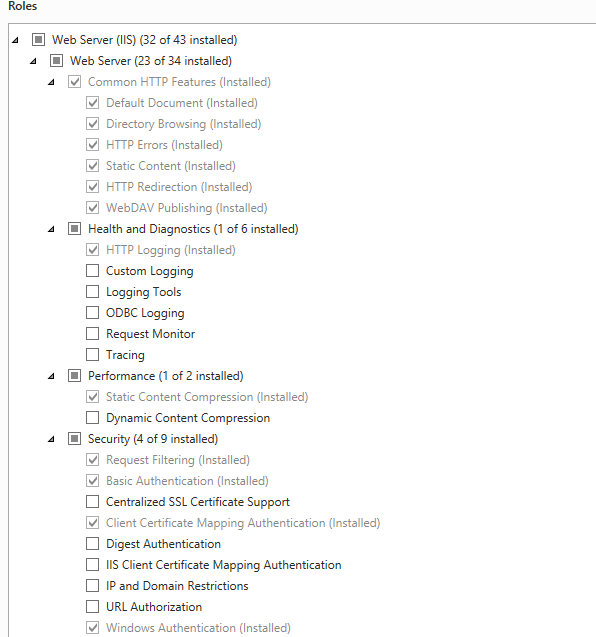 Roles
Web Server (IIS) (32 of 43 installed)
Web Server (23 of 34 installed)
Common HTTP Features (Installed)
Default Document (Installed)
Directory Browsing (Installed)
HTTP Errors (Installed)
Static Content (Installed)
HTTP Redirection (Installed)
WebDAV Publishing (Installed)
Health and Diagnostics (1 of 6 installed)
HTTP Logging (Installed)
Custom Logging
Logging Tools
ODBC Logging
Request Monitor
Tracing
Performance (1 of 2 installed)
Static Content Compression (Installed)
Dynamic Content Compression
Security (4 of 9 installed)
Request Filtering (Installed)
Basic Authentication (Installed)
Centralized SSL Certificate Support
Client Certificate Mapping Authentication (Installed)
Digest Authentication
IIS Client Certificate Mapping Authentication
IP and Domain Restrictions
URL Authorization
Windows Authentication (Installed)